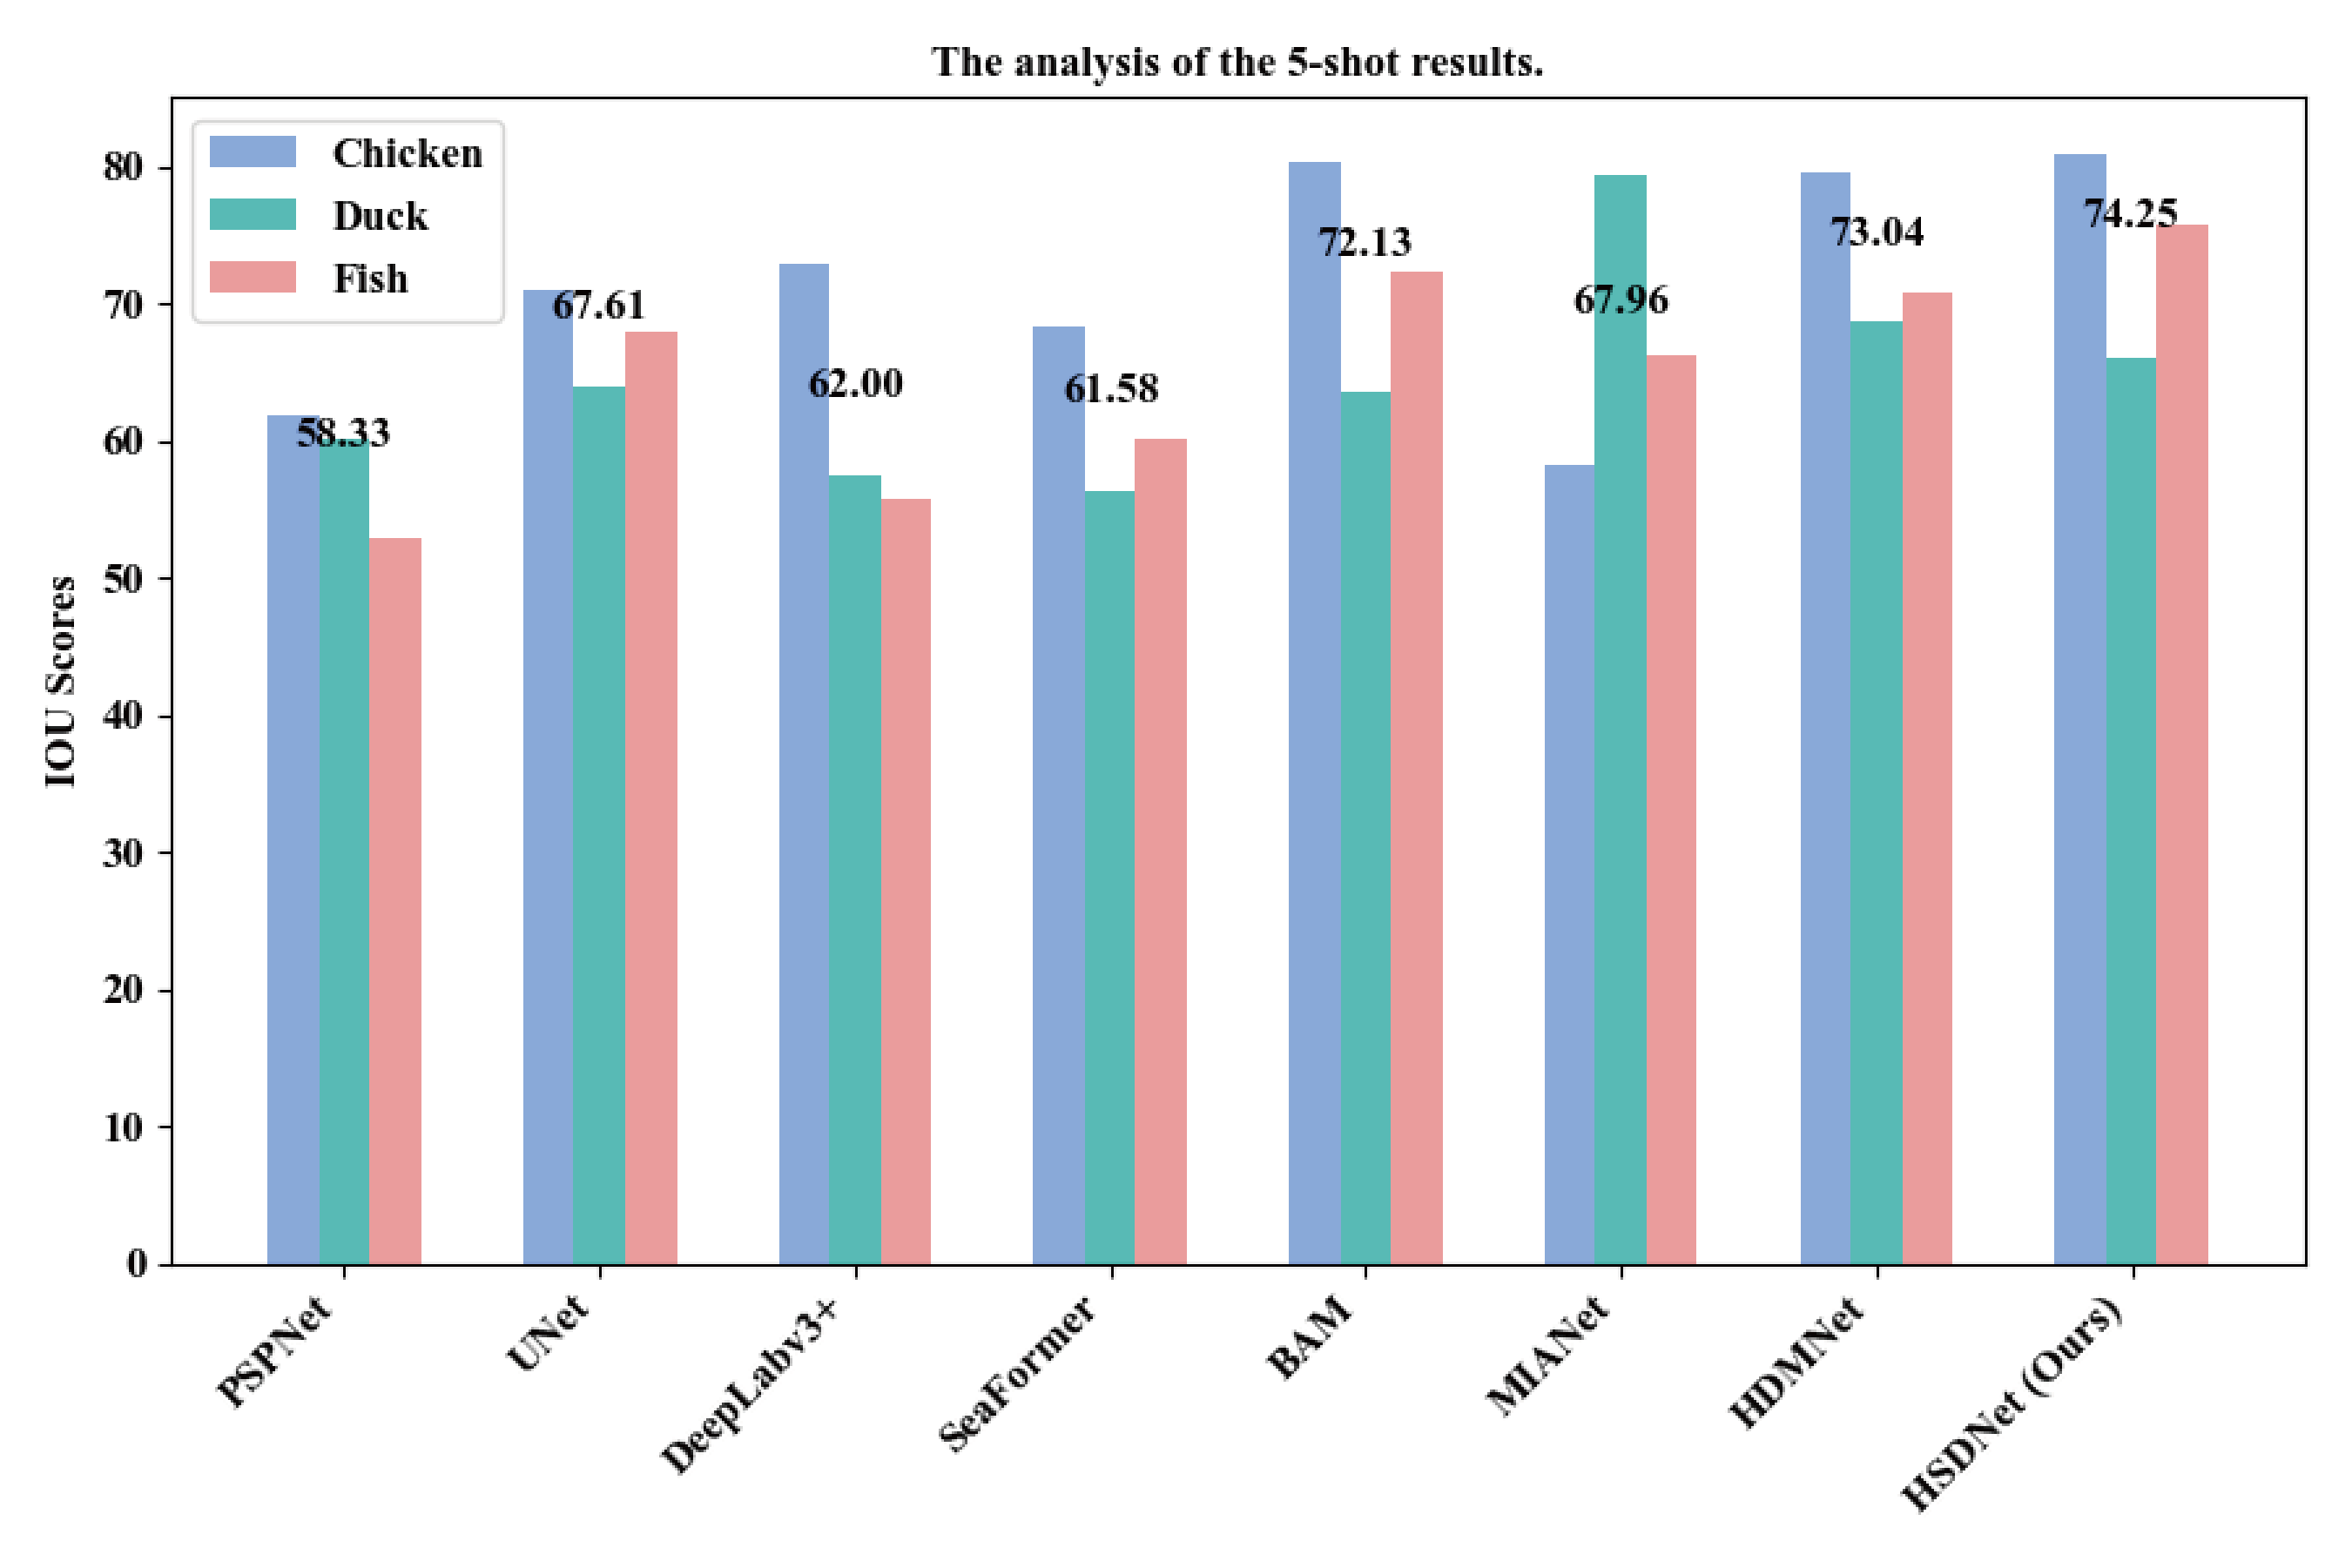 The analysis of the 5-shot results.
Chicken
Duck
Fish
IOU Scores
80
70
60
50
40
30
20
10
0
58.33
67.61
62.00
61.58
72.13
67.96
73.04
74.25
PSPNet
UNet
DeepLabv3+
SeaFormer
BAM
MIANet
HDMNet
HSDNet (Ours)